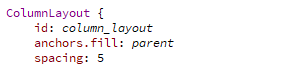 ColumnLayout {
    id: column_layout
    anchors.fill: parent
    spacing: 5